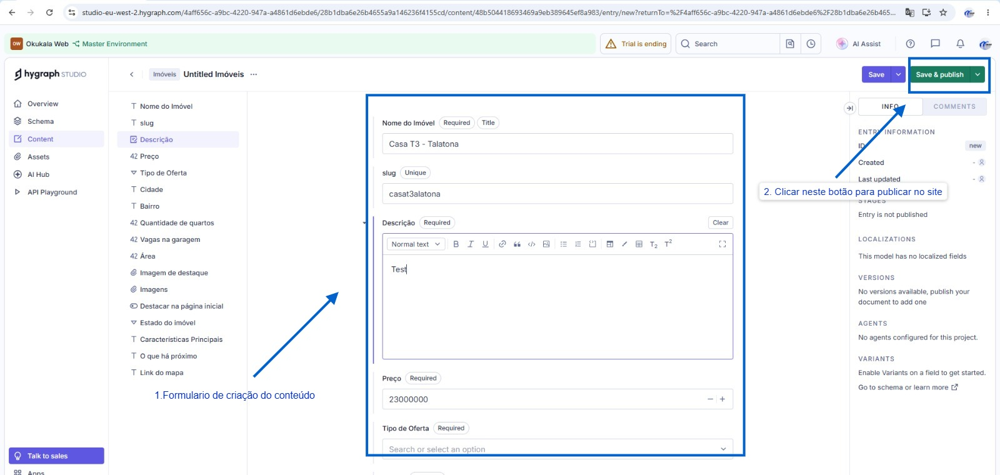 studio-eu-west-2.hygraph.com/4aff656c-a9bc-4220-947a-a4861d6ebde6/28b1dba6e26b4655a9a146236f4155cd/content/48b504418693469a9eb389645ef8a983/entry/new?returnTo=%2F4aff656c-a9bc-4220-947a-a4861d6ebde6%2F28b1dba6e26b465...
OW Okukala Web Master Environment
Trial is ending
Search
AI Assist
hygraph STUDIO
Imóveis Untitled Imóveis ...
Save
Save & publish
Overview
Schema
Content
Assets
AI Hub
API Playground
Talk to sales
Apps
T Nome do Imóvel
T slug
Descrição
42 Preço
Tipo de Oferta
T Cidade
T Bairro
42 Quantidade de quartos
42 Vagas na garagem
42 Área
Imagem de destaque
Imagens
Destacar na página inicial
Estado do imóvel
T Características Principais
T O que há próximo
T Link do mapa
1.Formulario de criação do conteúdo
Nome do Imóvel Required Title
Casa T3 - Talatona
slug Unique
casat3alatona
Descrição Required Clear
Normal text B I U T2 T2
Test
Preço Required
23000000
Tipo de Oferta Required
Search or select an option
INFO COMMENTS
ENTRY INFORMATION
ID new
Created -
Last updated -
2. Clicar neste botão para publicar no site
STAGES
Entry is not published
LOCALIZATIONS
This model has no localized fields
VERSIONS
No versions available, publish your
document to add one
AGENTS
No agents configured for this project.
VARIANTS
Enable Variants on a field to get started.
Go to schema or learn more